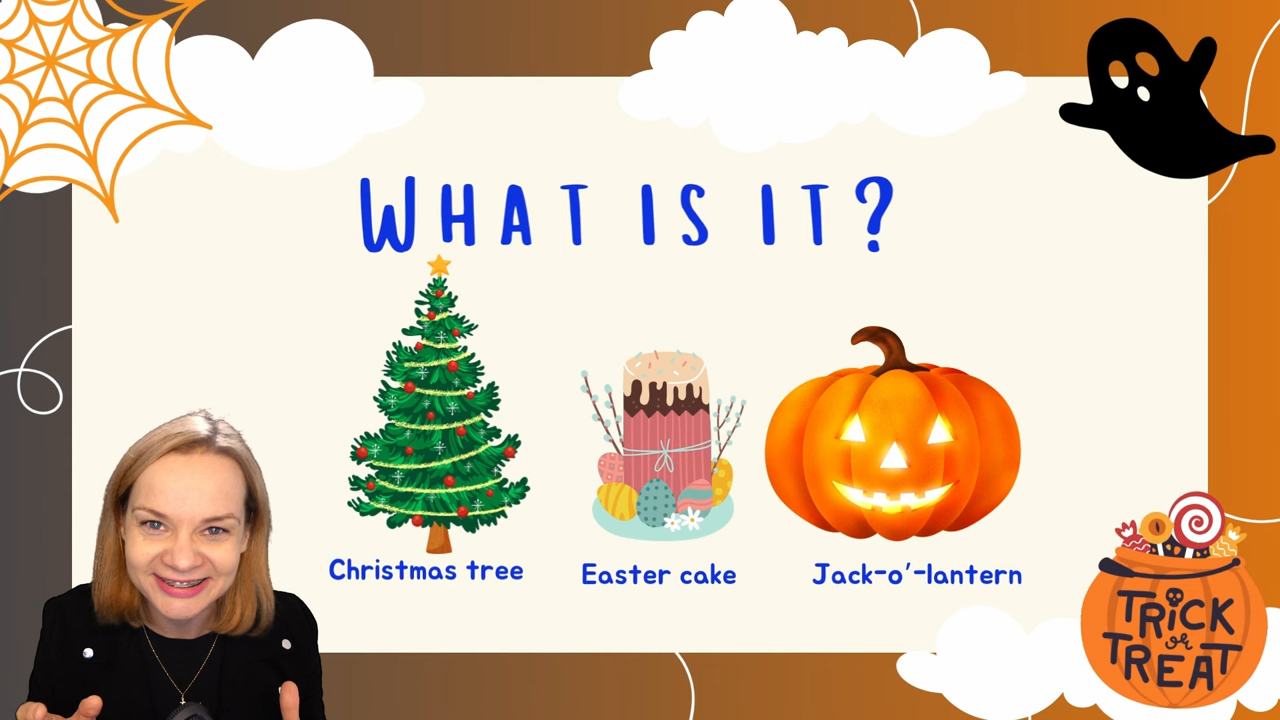 WHAT IS IT?
Christmas tree
Easter cake
Jack-o'-lantern
TRiCK
or
TREAT